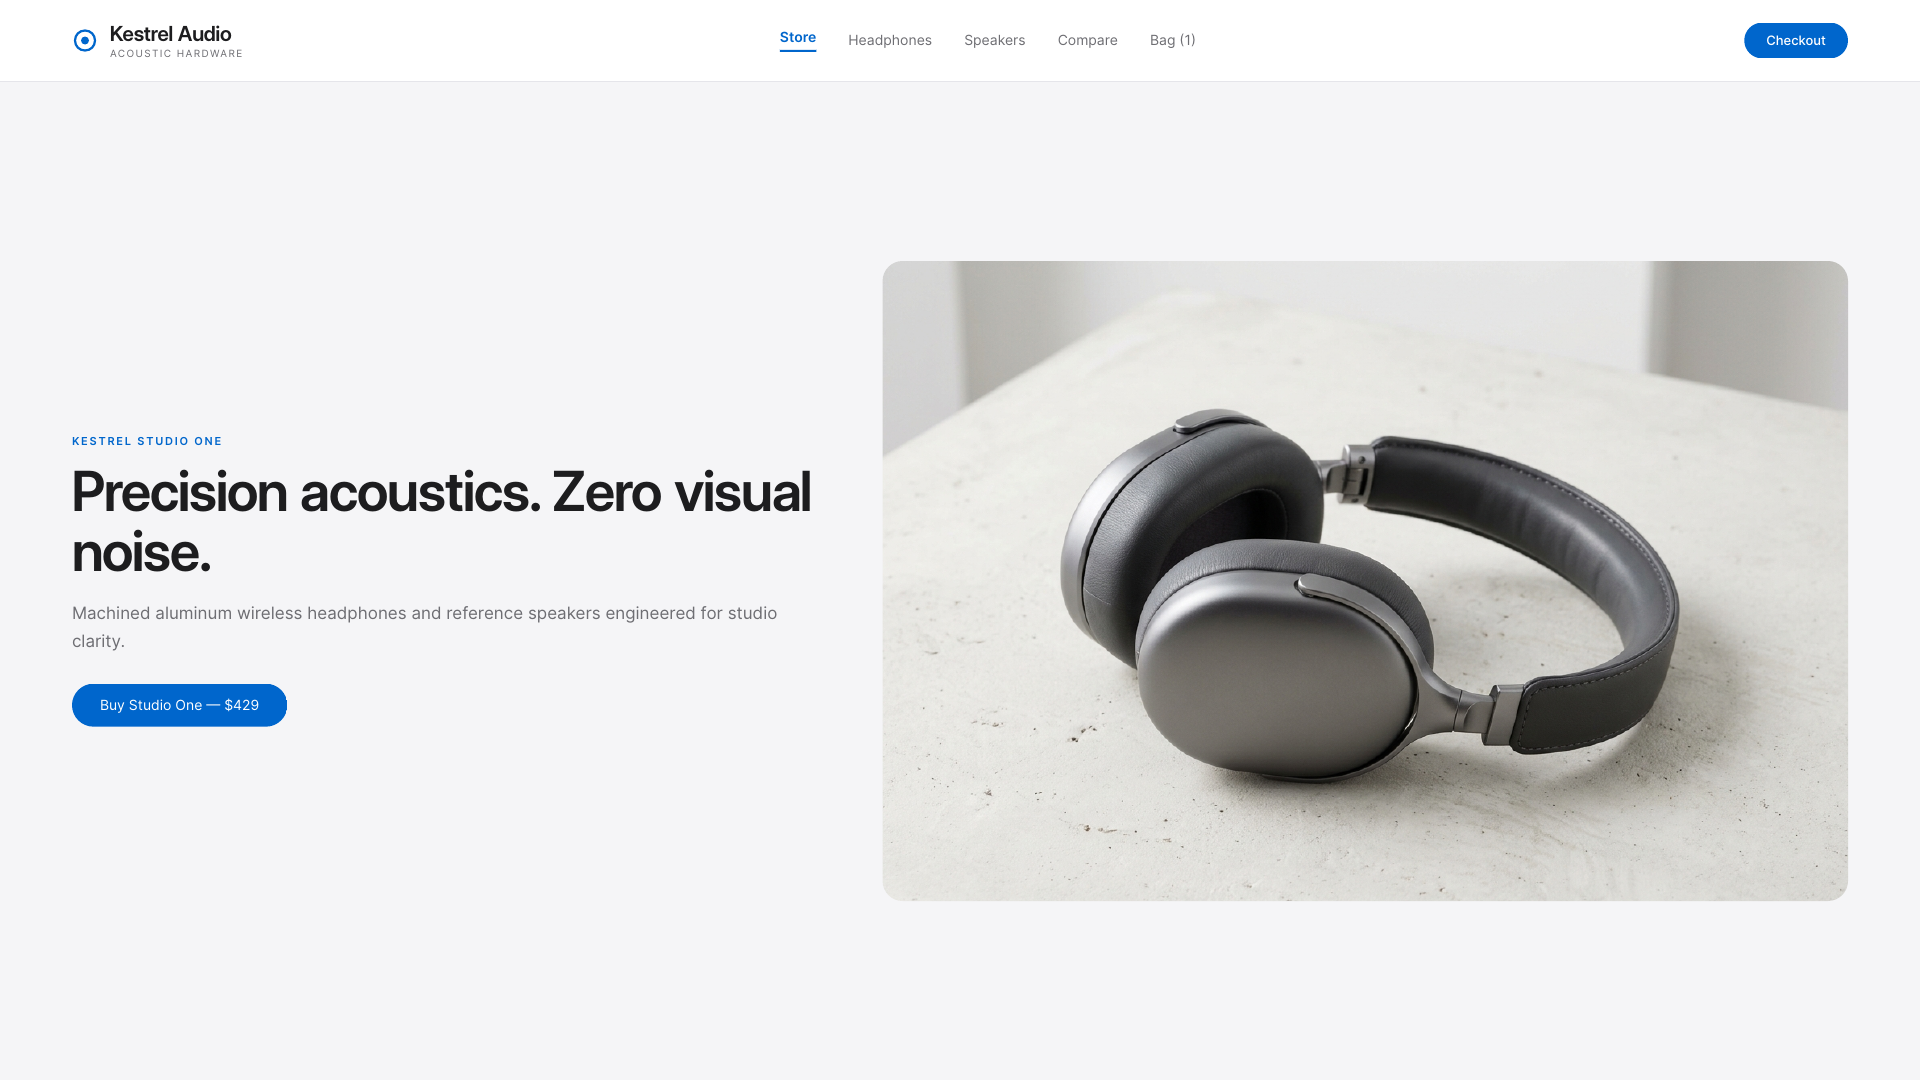 Kestrel Audio
ACOUSTIC HARDWARE
Store
Headphones
Speakers
Compare
Bag (1)
Checkout
KESTREL STUDIO ONE
Precision acoustics. Zero visual
noise.
Machined aluminum wireless headphones and reference speakers engineered for studio
clarity.
Buy Studio One — $429